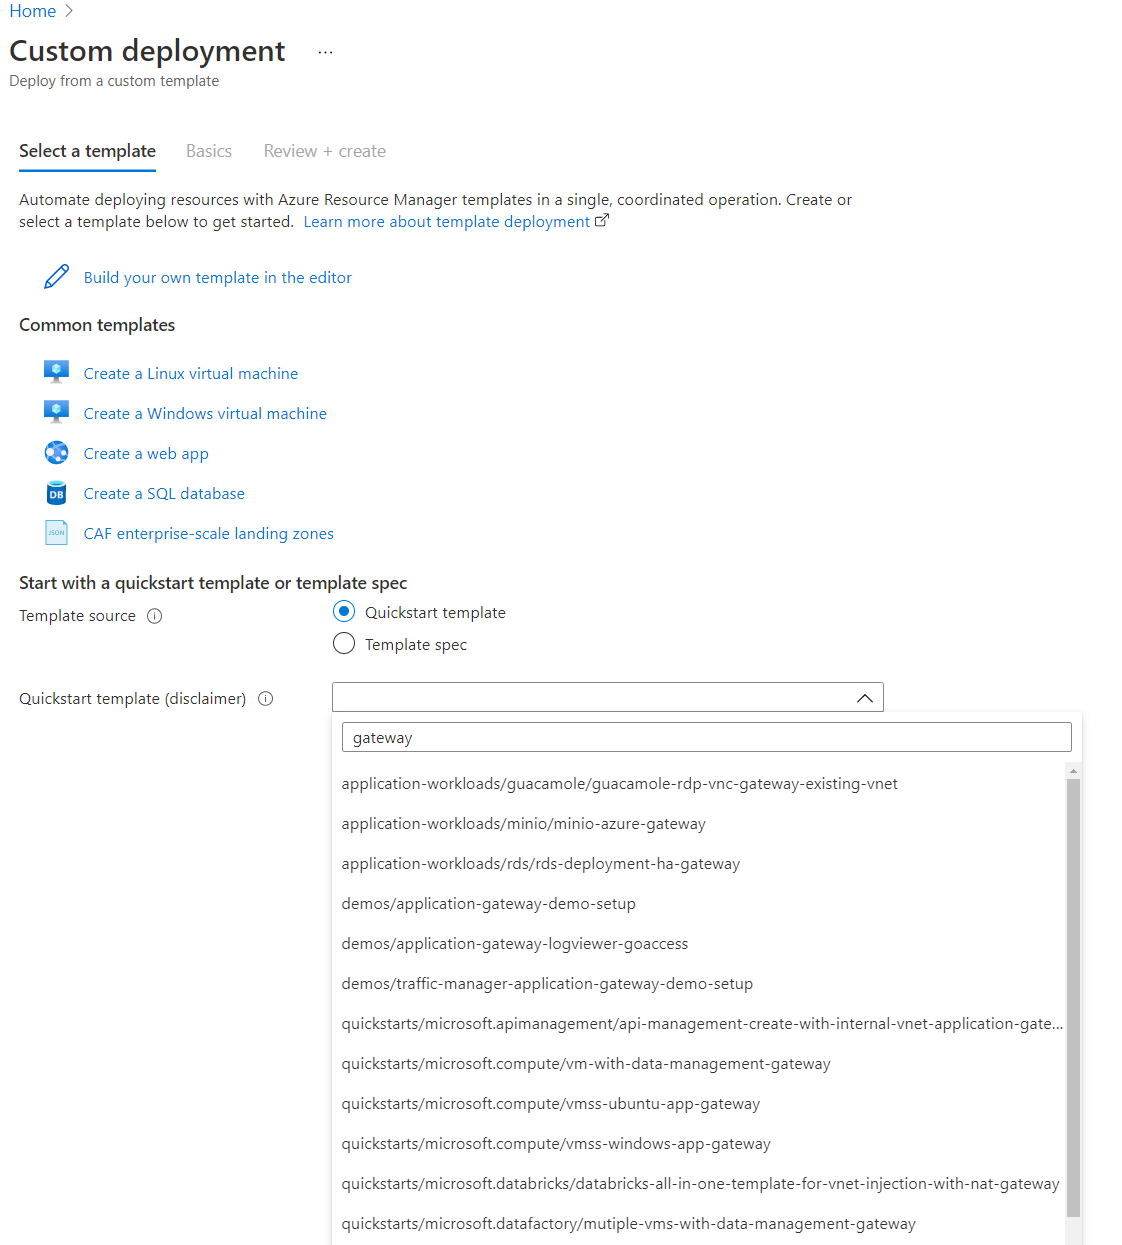 Home
Custom deployment ...
Deploy from a custom template
Select a template Basics Review + create
Automate deploying resources with Azure Resource Manager templates in a single, coordinated operation. Create or
select a template below to get started. Learn more about template deployment
Build your own template in the editor
Common templates
Create a Linux virtual machine
Create a Windows virtual machine
Create a web app
DB Create a SQL database
JSON CAF enterprise-scale landing zones
Start with a quickstart template or template spec
Template source Quickstart template
Template spec
Quickstart template (disclaimer)
gateway
application-workloads/guacamole/guacamole-rdp-vnc-gateway-existing-vnet
application-workloads/minio/minio-azure-gateway
application-workloads/rds/rds-deployment-ha-gateway
demos/application-gateway-demo-setup
demos/application-gateway-logviewer-goaccess
demos/traffic-manager-application-gateway-demo-setup
quickstarts/microsoft.apimanagement/api-management-create-with-internal-vnet-application-gate...
quickstarts/microsoft.compute/vm-with-data-management-gateway
quickstarts/microsoft.compute/vmss-ubuntu-app-gateway
quickstarts/microsoft.compute/vmss-windows-app-gateway
quickstarts/microsoft.databricks/databricks-all-in-one-template-for-vnet-injection-with-nat-gateway
quickstarts/microsoft.datafactory/mutiple-vms-with-data-management-gateway